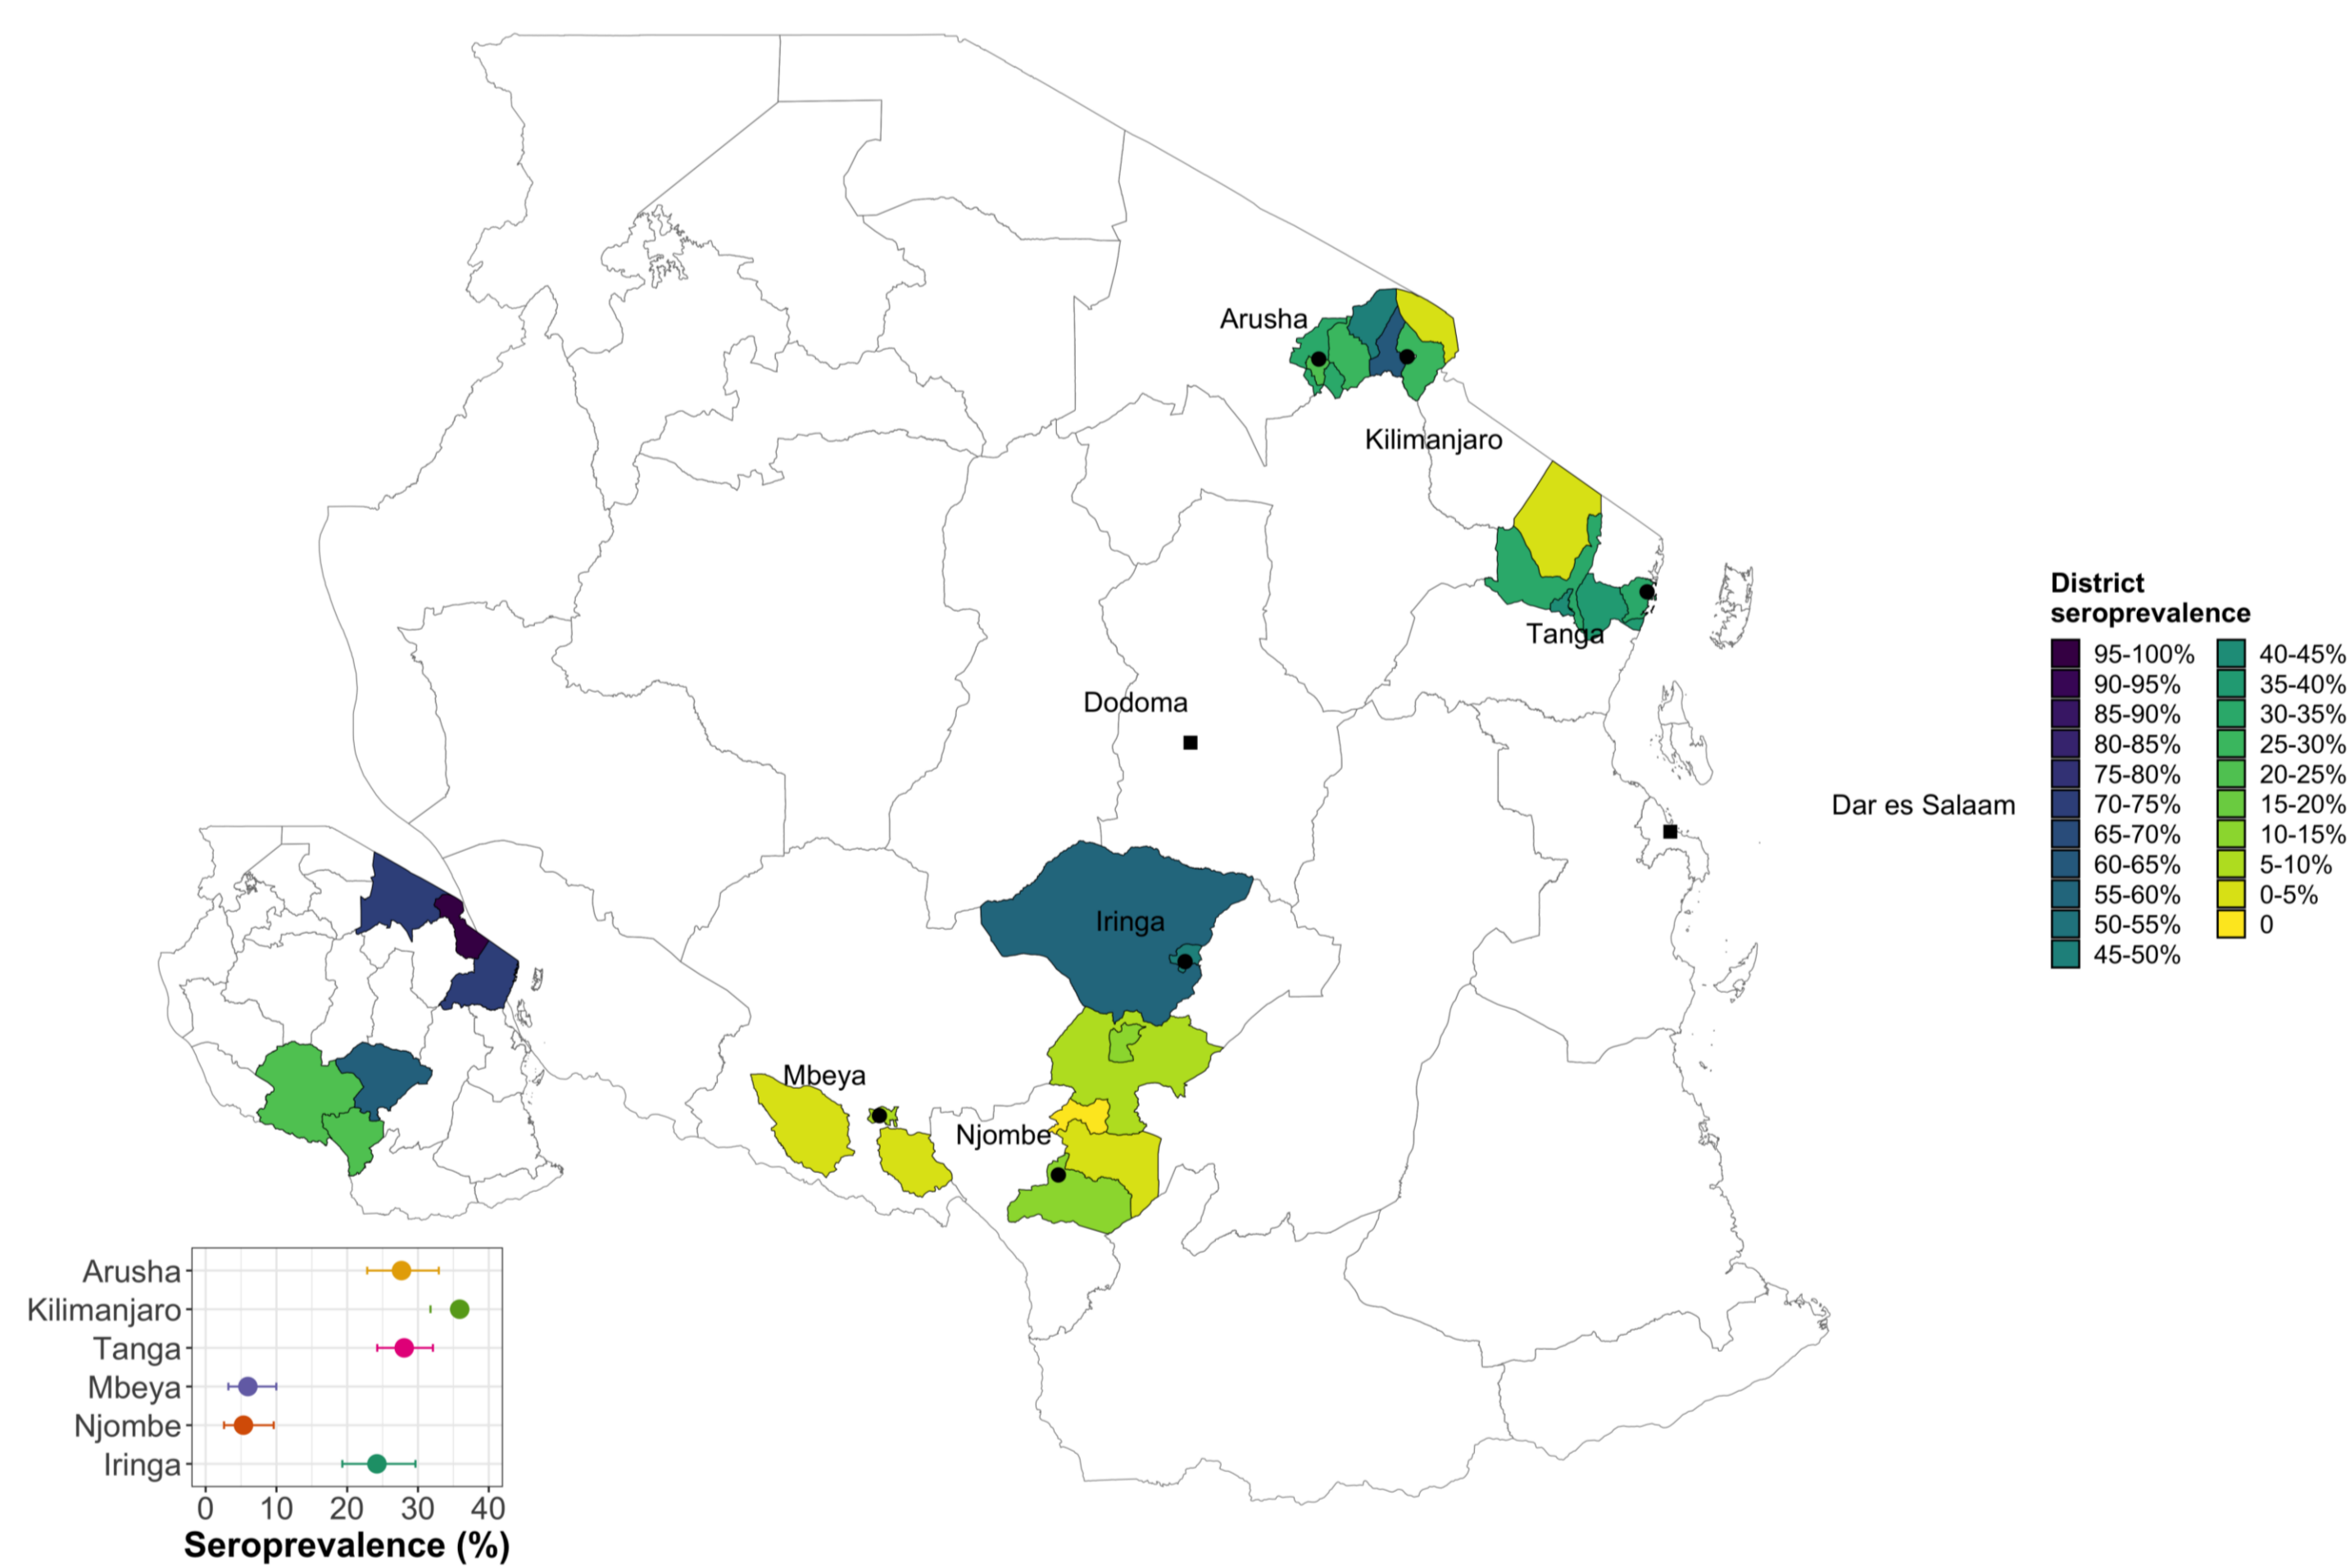 Arusha
Kilimanjaro
Tanga
Dodoma
Dar es Salaam
Iringa
Mbeya
Njombe
District
seroprevalence
95-100%
90-95%
85-90%
80-85%
75-80%
70-75%
65-70%
60-65%
55-60%
50-55%
45-50%
40-45%
35-40%
30-35%
25-30%
20-25%
15-20%
10-15%
5-10%
0-5%
0
Arusha
Kilimanjaro
Tanga
Mbeya
Njombe
Iringa
0 10 20 30 40
Seroprevalence (%)